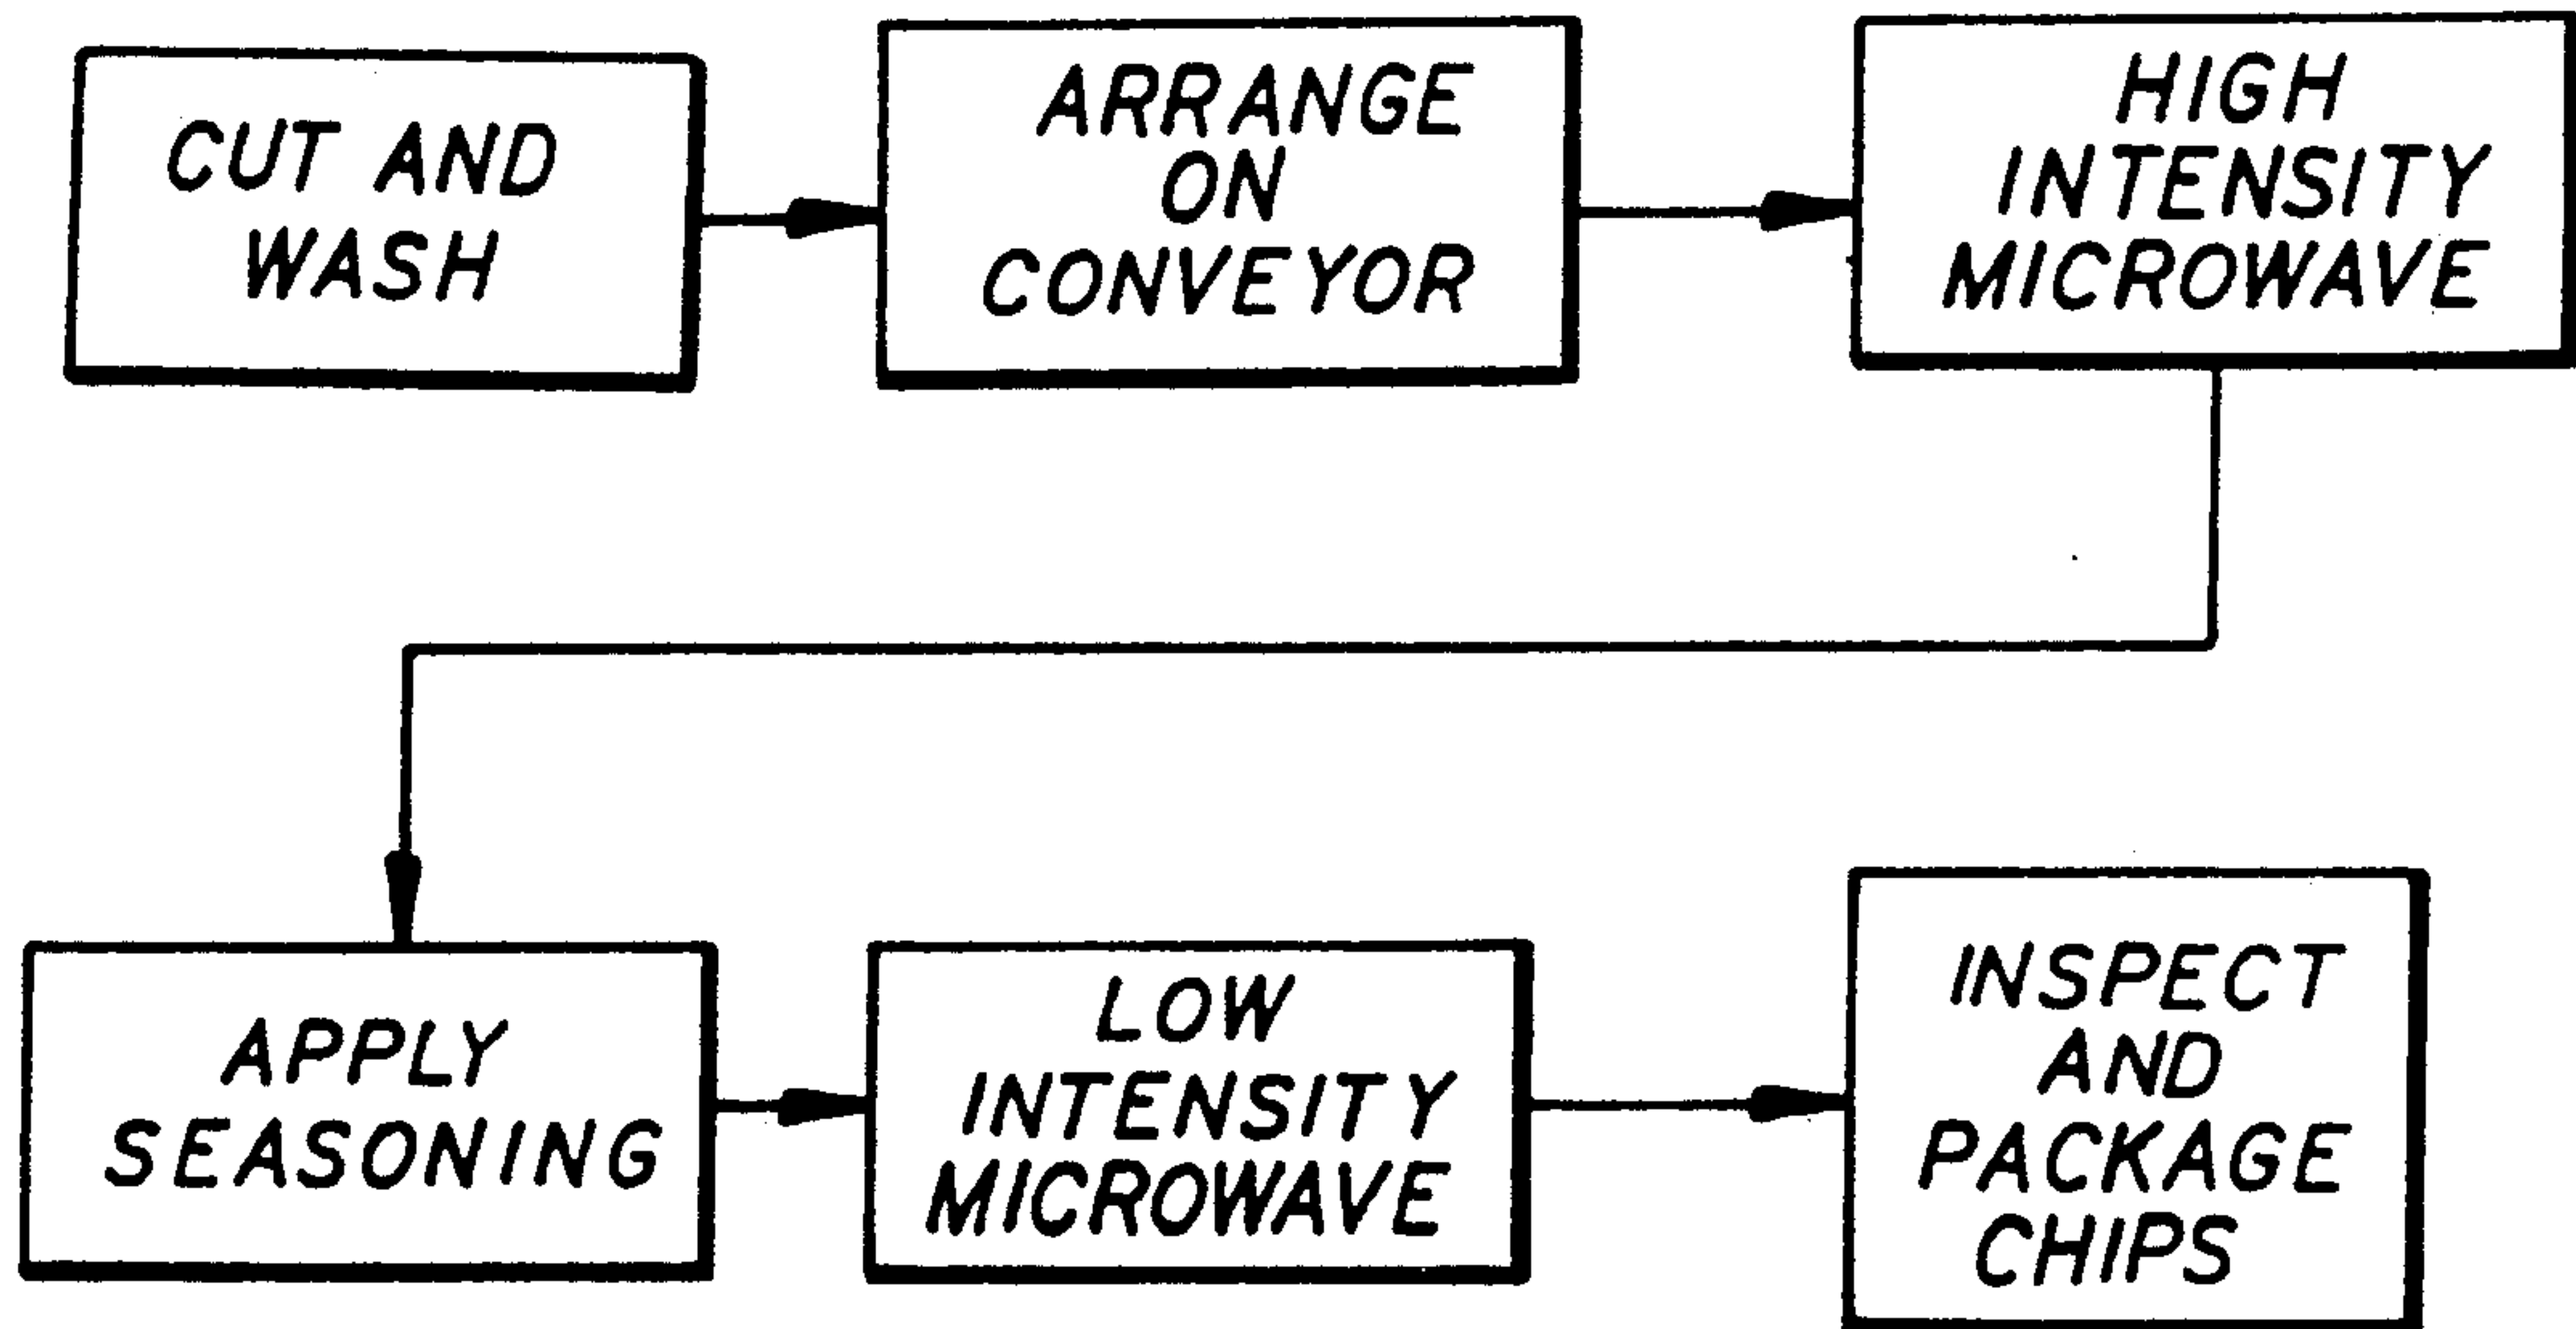 CUT AND
WASH
ARRANGE
ON
CONVEYOR
HIGH
INTENSITY
MICROWAVE
APPLY
SEASONING
LOW
INTENSITY
MICROWAVE
INSPECT
AND
PACKAGE
CHIPS